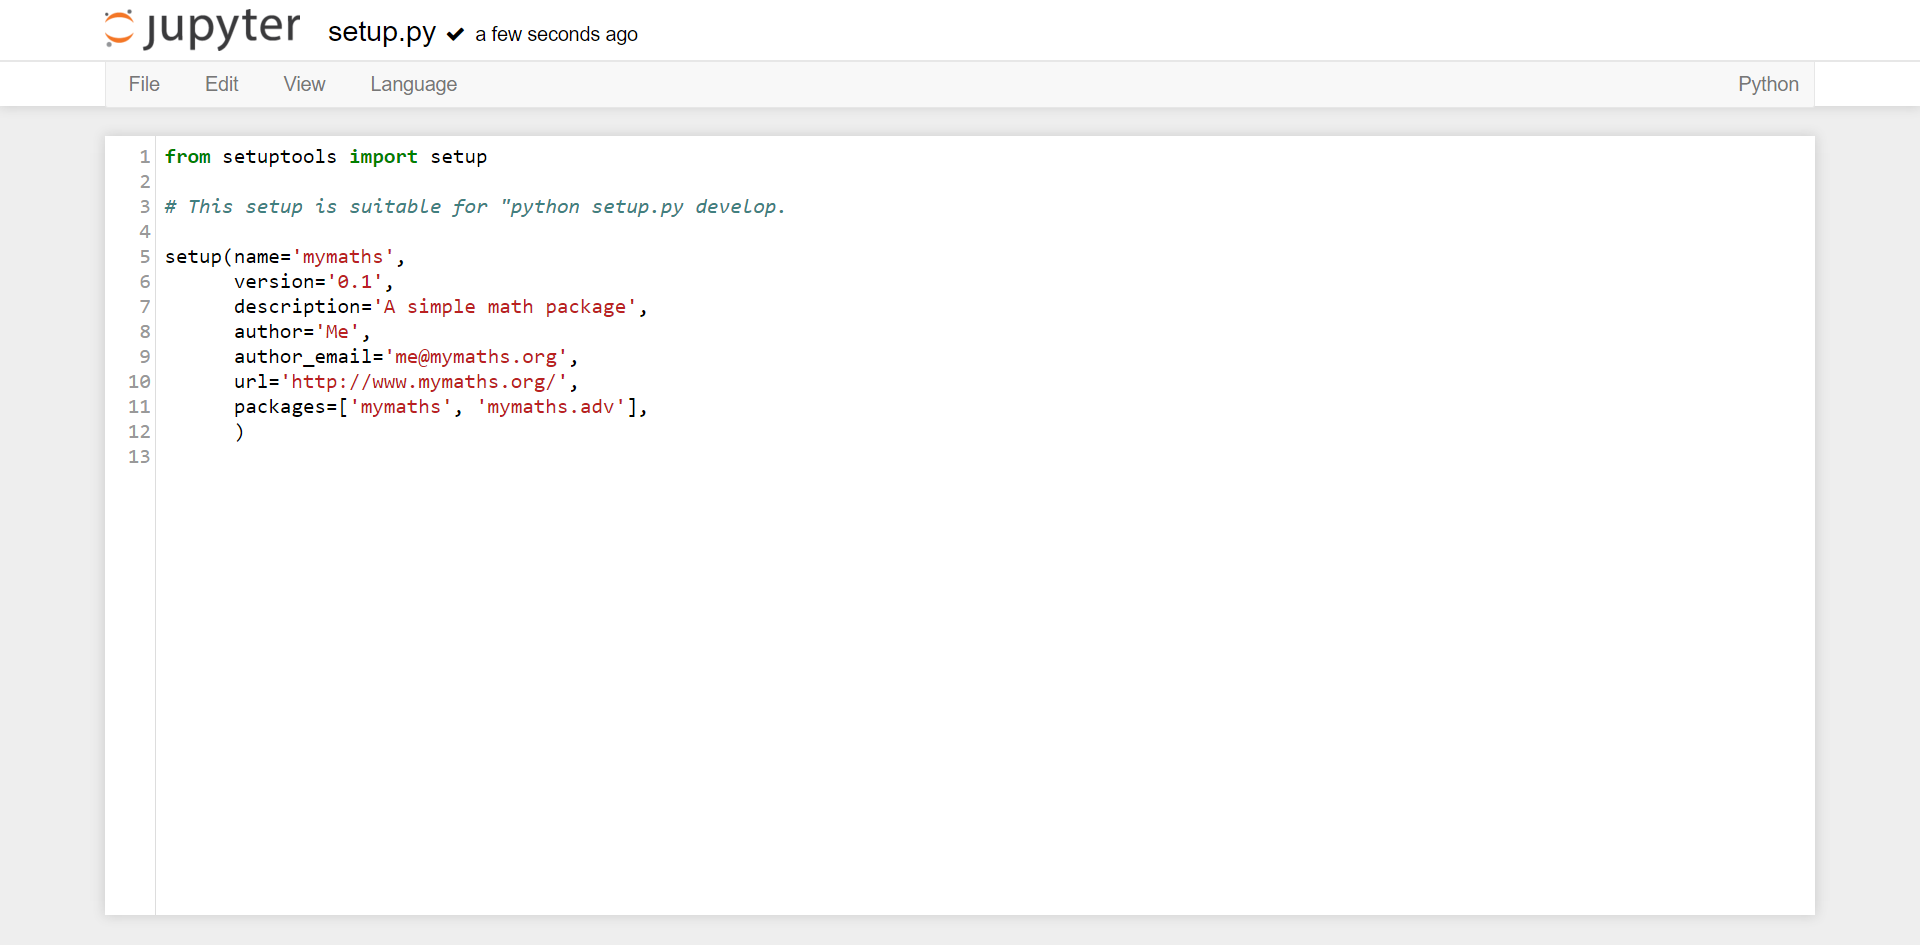 jupyter setup.py ✔ a few seconds ago
File Edit View Language Python
1 from setuptools import setup
2
3 # This setup is suitable for "python setup.py develop.
4
5 setup(name='mymaths',
6       version='0.1',
7       description='A simple math package',
8       author='Me',
9       author_email='me@mymaths.org',
10       url='http://www.mymaths.org/',
11       packages=['mymaths', 'mymaths.adv'],
12       )
13